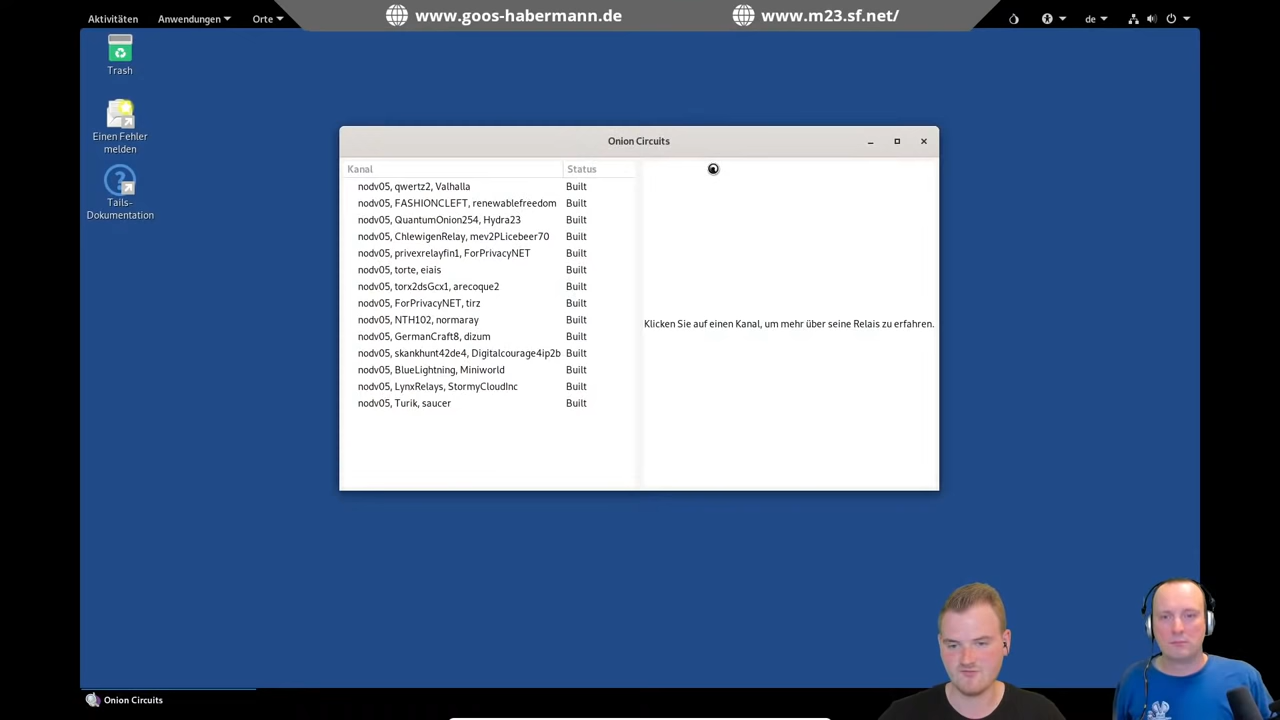 Aktivitäten
Anwendungen
Orte
www.goos-habermann.de
www.m23.sf.net/
de
Trash
Einen Fehler
melden
Tails-
Dokumentation
Onion Circuits
Kanal Status
nodv05, qwertz2, Valhalla Built
nodv05, FASHIONCLEFT, renewablefreedom Built
nodv05, QuantumOnion254, Hydra23 Built
nodv05, ChlewigenRelay, mev2PLicebeer70 Built
nodv05, privexrelayfin1, ForPrivacyNET Built
nodv05, torte, eiais Built
nodv05, torx2dsGcx1, arecoque2 Built
nodv05, ForPrivacyNET, tirz Built
nodv05, NTH102, normaray Built
nodv05, GermanCraft8, dizum Built
nodv05, skankhunt42de4, Digitalcourage4ip2b Built
nodv05, BlueLightning, Miniworld Built
nodv05, LynxRelays, StormyCloudInc Built
nodv05, Turik, saucer Built
Klicken Sie auf einen Kanal, um mehr über seine Relais zu erfahren.
Onion Circuits